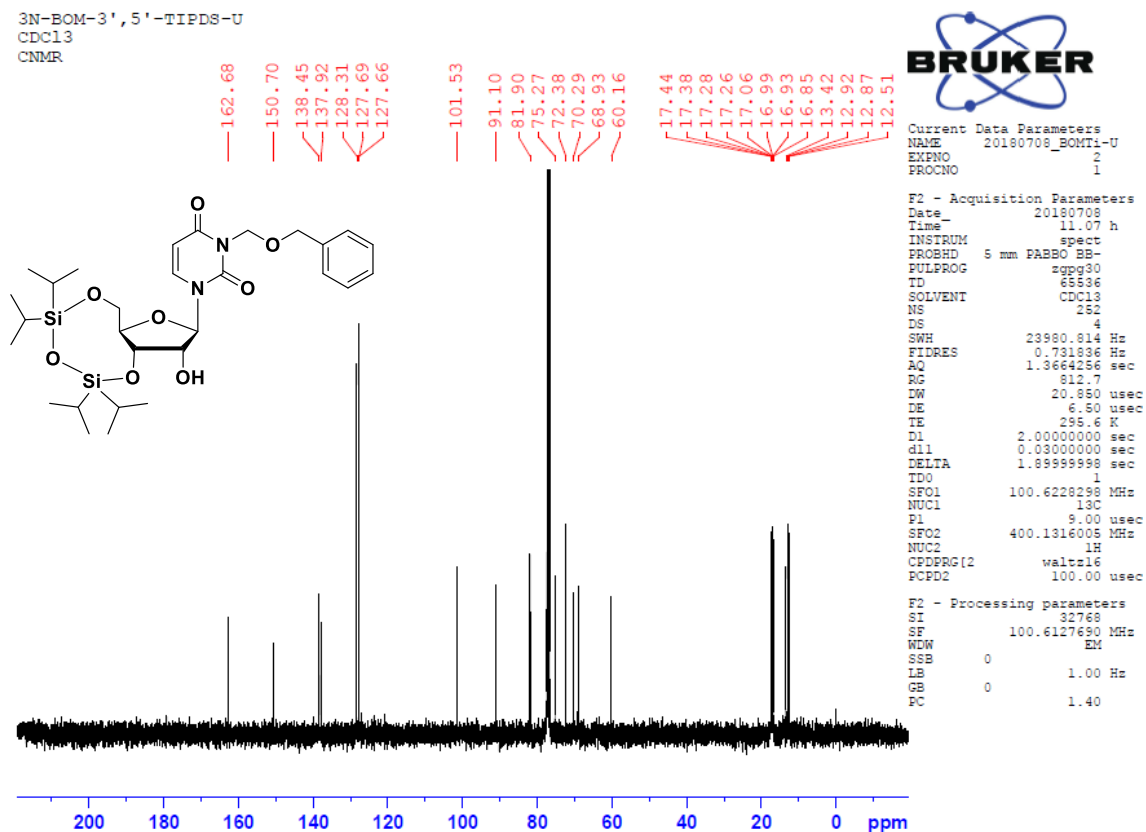 3N-BOM-3',5'-TIPDS-U
CDCl3
CNMR
162.68
150.70
138.45
137.92
128.31
127.69
127.66
101.53
91.10
81.90
75.27
72.38
70.29
68.93
60.16
17.44
17.38
17.28
17.26
17.06
16.99
16.93
16.85
13.42
12.92
12.87
12.51
BRUKER
Current Data Parameters
NAME 20180708_BOMTi-U
EXPNO 2
PROCNO 1
F2 - Acquisition Parameters
Date_ 20180708
Time 11.07 h
INSTRUM spect
PROBHD 5 mm PABBO BB-
PULPROG zgpg30
TD 65536
SOLVENT CDCl3
NS 252
DS 4
SWH 23980.814 Hz
FIDRES 0.731836 Hz
AQ 1.3664256 sec
RG 812.7
DW 20.850 usec
DE 6.50 usec
TE 295.6 K
D1 2.00000000 sec
d11 0.03000000 sec
DELTA 1.89999998 sec
TD0 1
SFO1 100.6228298 MHz
NUC1 13C
P1 9.00 usec
SFO2 400.1316005 MHz
NUC2 1H
CPDPRG[2 waltz16
PCPD2 100.00 usec
F2 - Processing parameters
SI 32768
SF 100.6127690 MHz
WDW EM
SSB 0
LB 1.00 Hz
GB 0
PC 1.40
O
N
O
N
O
O
Si
O
O
Si
O
OH
200 180 160 140 120 100 80 60 40 20 0 ppm